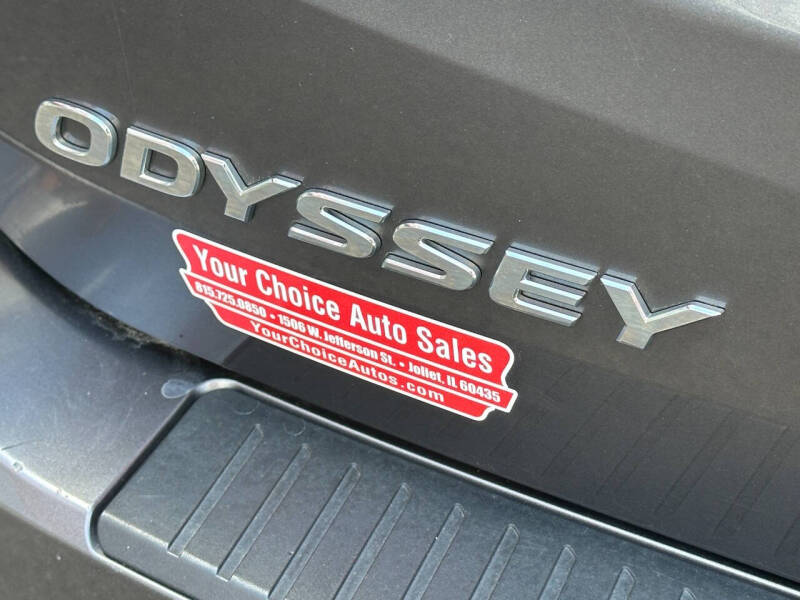 ODYSSEY
Your Choice Auto Sales
815.725.0850 • 1506 W. Jefferson St. • Joliet, IL 60435
YourChoiceAutos.com